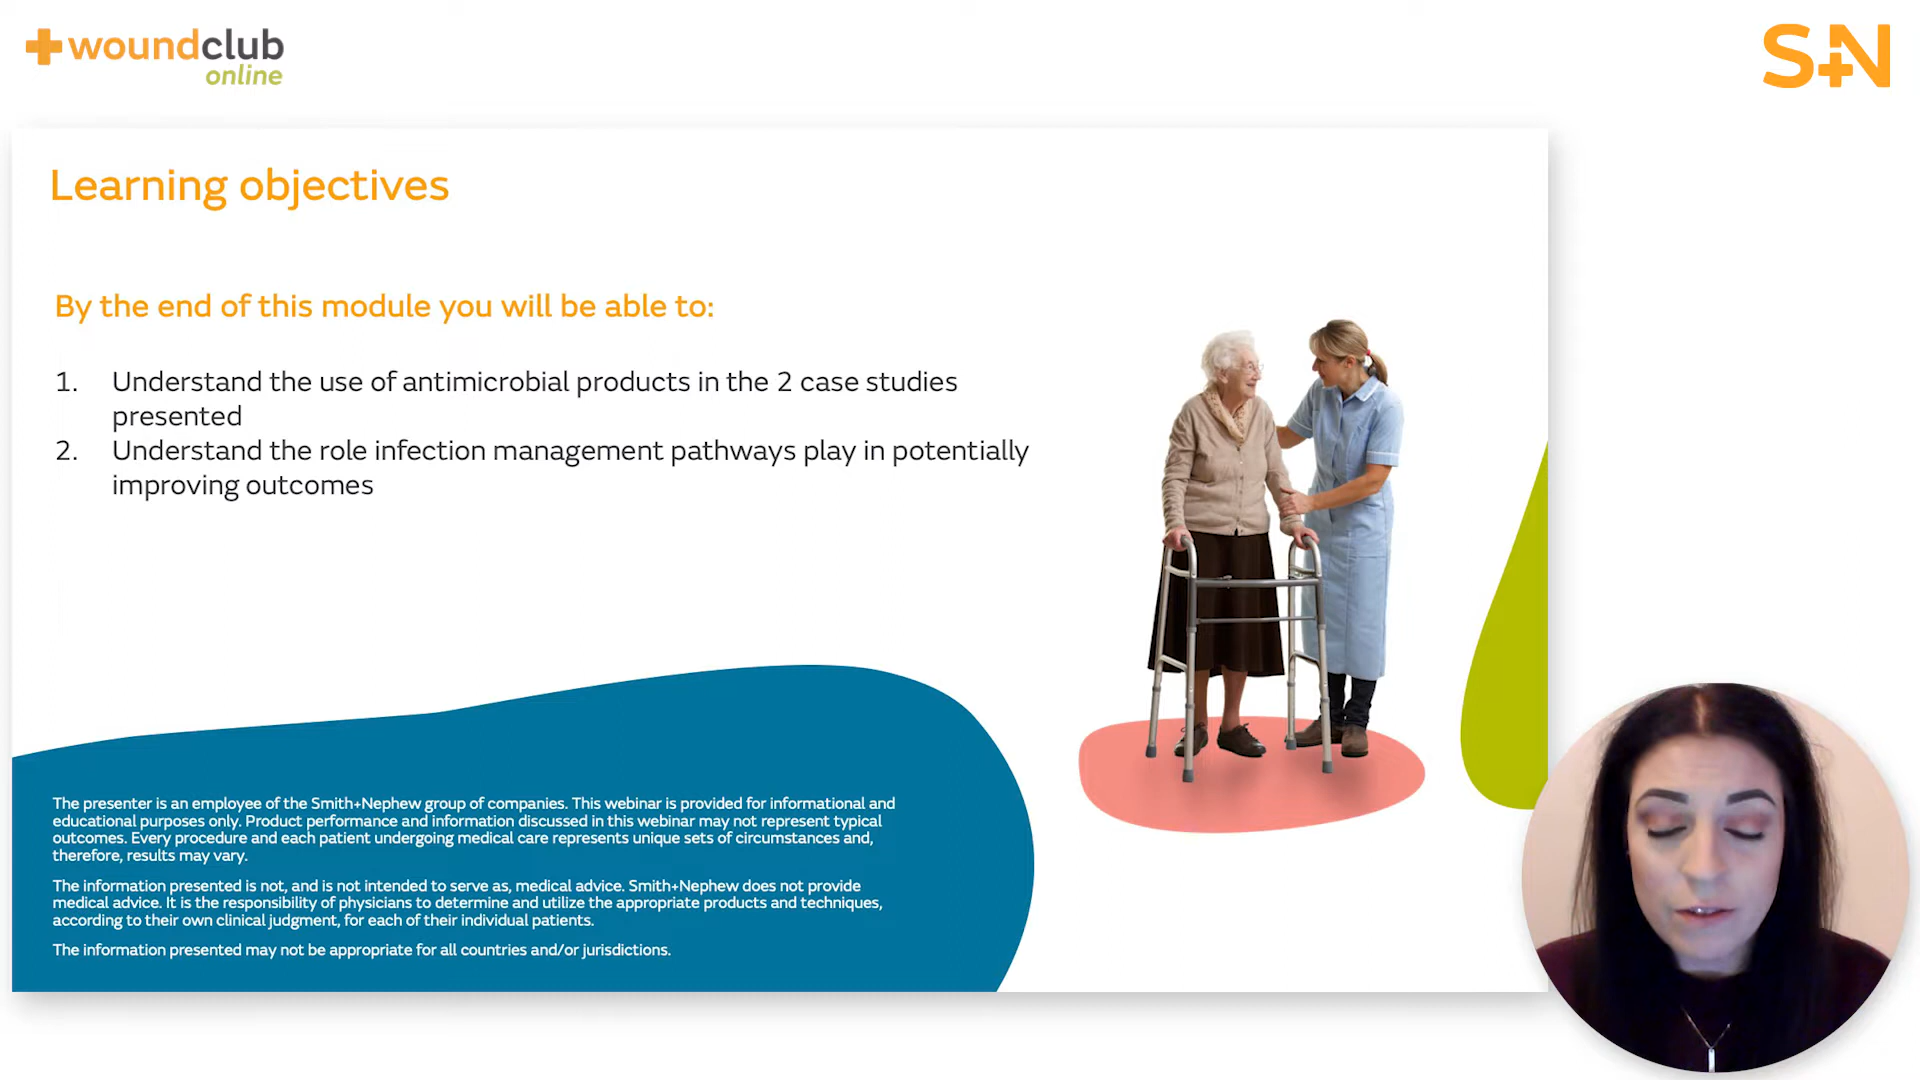 woundclub
online
S+N
Learning objectives
By the end of this module you will be able to:
1. Understand the use of antimicrobial products in the 2 case studies
presented
2. Understand the role infection management pathways play in potentially
improving outcomes
The presenter is an employee of the Smith+Nephew group of companies. This webinar is provided for informational and
educational purposes only. Product performance and information discussed in this webinar may not represent typical
outcomes. Every procedure and each patient undergoing medical care represents unique sets of circumstances and,
therefore, results may vary.
The information presented is not, and is not intended to serve as, medical advice. Smith+Nephew does not provide
medical advice. It is the responsibility of physicians to determine and utilize the appropriate products and techniques,
according to their own clinical judgment, for each of their individual patients.
The information presented may not be appropriate for all countries and/or jurisdictions.